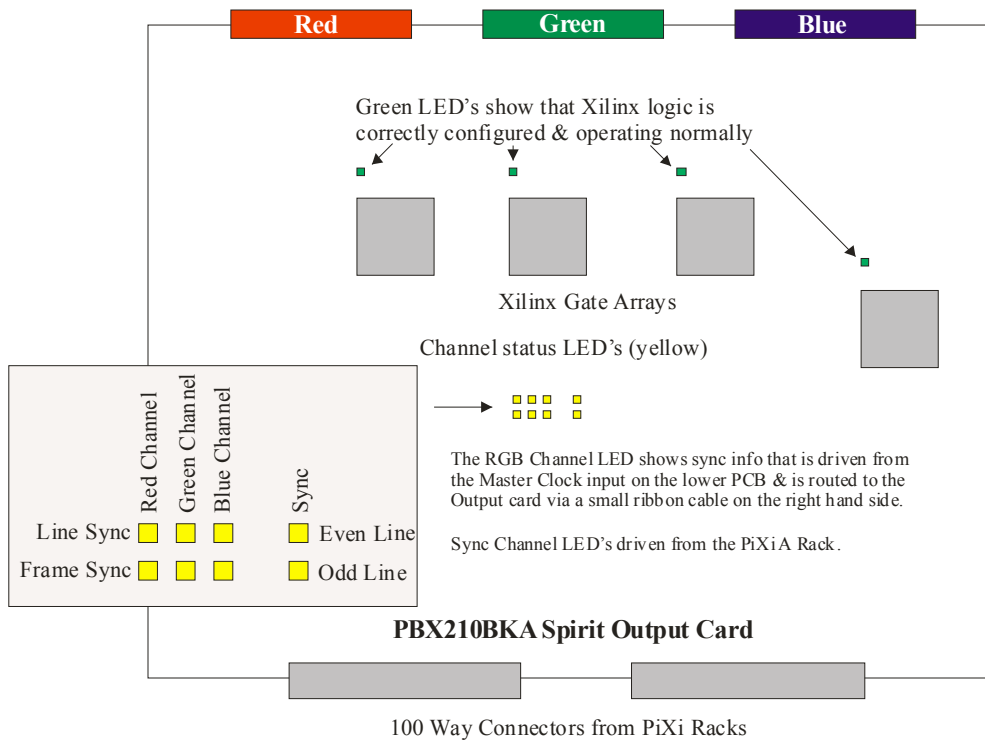 Red
Green
Blue
Green LED's show that Xilinx logic is
correctly configured & operating normally
Xilinx Gate Arrays
Channel status LED's (yellow)
Red Channel
Green Channel
Blue Channel
Sync
Line Sync
Even Line
Frame Sync
Odd Line
The RGB Channel LED shows sync info that is driven from
the Master Clock input on the lower PCB & is routed to the
Output card via a small ribbon cable on the right hand side.
Sync Channel LED's driven from the PiXiA Rack.
PBX210BKA Spirit Output Card
100 Way Connectors from PiXi Racks